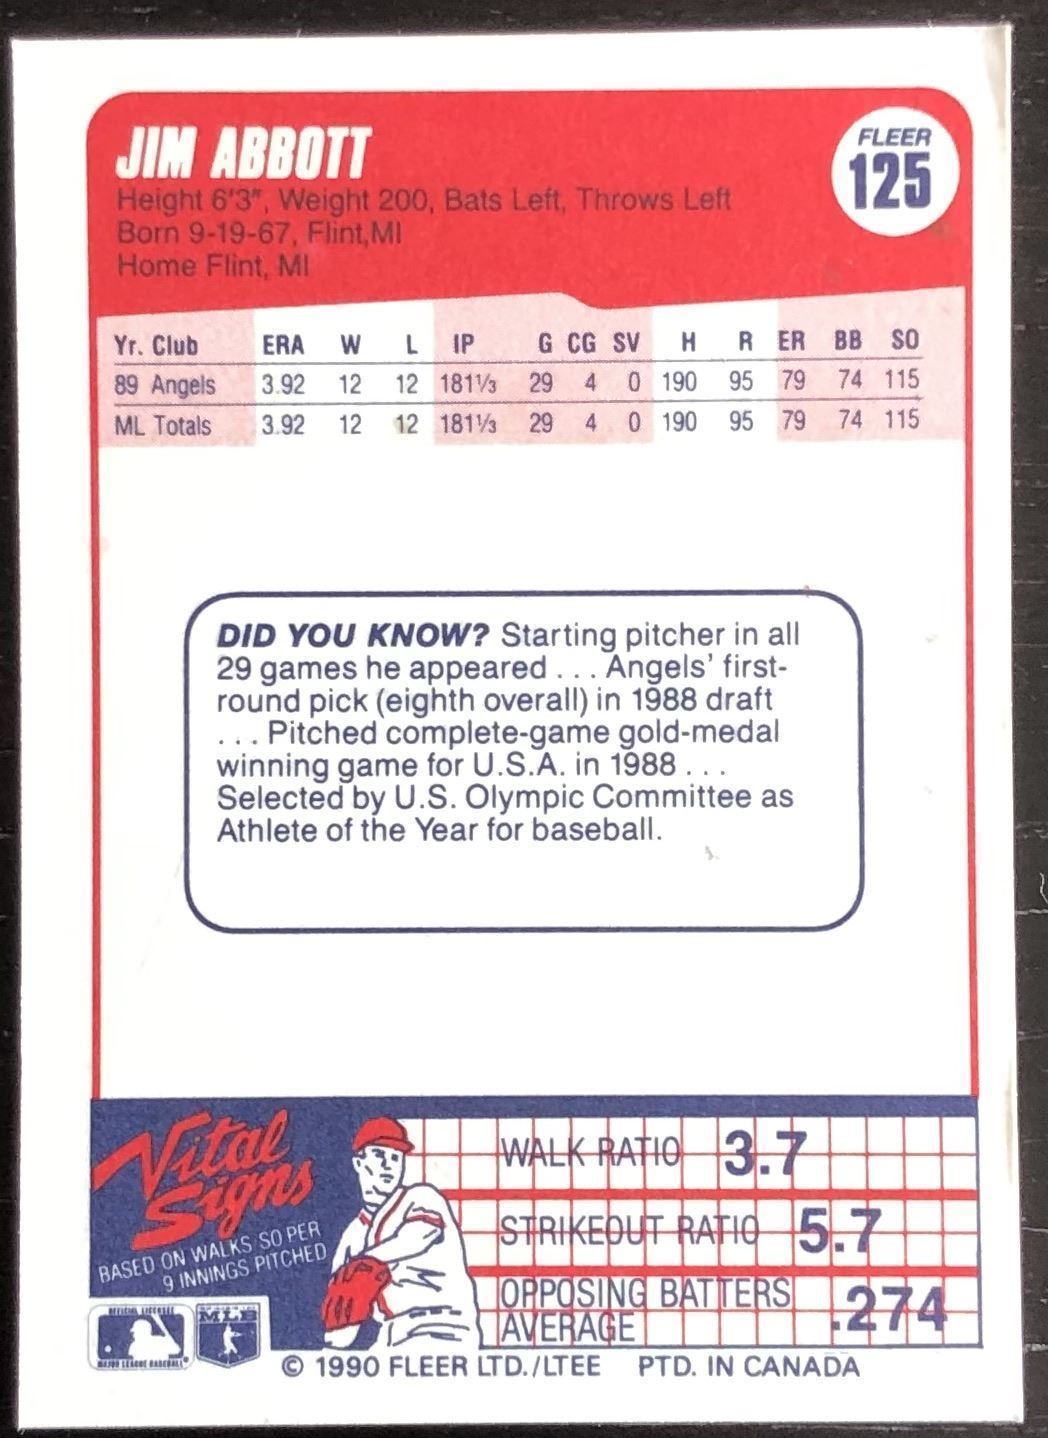 JIM ABBOTT
FLEER
125
Height 6'3", Weight 200, Bats Left, Throws Left
Born 9-19-67, Flint,MI
Home Flint, MI
Yr. Club ERA W L IP G CG SV H R ER BB SO
89 Angels 3.92 12 12 181⅓ 29 4 0 190 95 79 74 115
ML Totals 3.92 12 12 181⅓ 29 4 0 190 95 79 74 115
DID YOU KNOW? Starting pitcher in all
29 games he appeared . . . Angels' first-
round pick (eighth overall) in 1988 draft
. . . Pitched complete-game gold-medal
winning game for U.S.A. in 1988 . . .
Selected by U.S. Olympic Committee as
Athlete of the Year for baseball.
Vital
Signs
BASED ON WALKS SO PER
9 INNINGS PITCHED
WALK RATIO 3.7
STRIKEOUT RATIO 5.7
OPPOSING BATTERS
AVERAGE .274
OFFICIAL LICENSEE
MAJOR LEAGUE BASEBALL
MLB
© 1990 FLEER LTD./LTEE PTD. IN CANADA